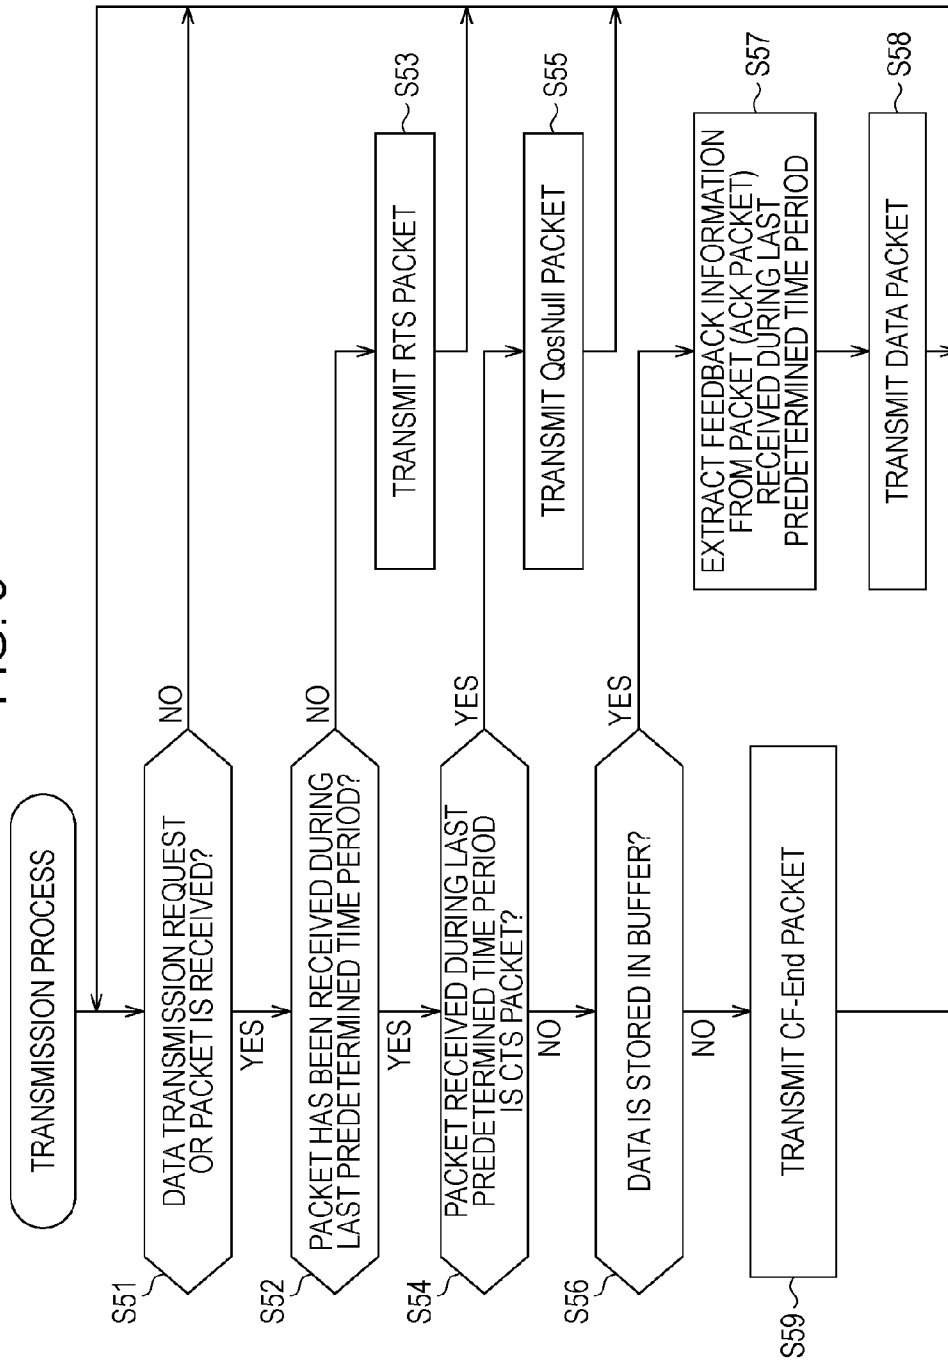 TRANSMISSION PROCESS
S51
DATA TRANSMISSION REQUEST
OR PACKET IS RECEIVED?
NO
YES
S52
PACKET HAS BEEN RECEIVED DURING
LAST PREDETERMINED TIME PERIOD?
NO
YES
S53
TRANSMIT RTS PACKET
S54
PACKET RECEIVED DURING LAST
PREDETERMINED TIME PERIOD
IS CTS PACKET?
YES
NO
S55
TRANSMIT QosNull PACKET
S56
DATA IS STORED IN BUFFER?
YES
NO
S57
EXTRACT FEEDBACK INFORMATION
FROM PACKET (ACK PACKET)
RECEIVED DURING LAST
PREDETERMINED TIME PERIOD
S58
TRANSMIT DATA PACKET
S59
TRANSMIT CF-End PACKET